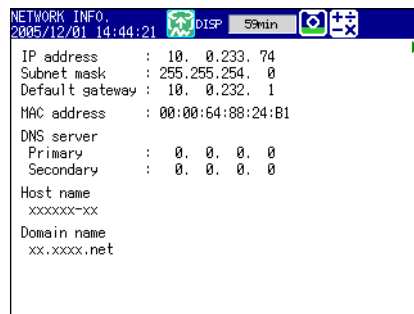 NETWORK INFO.
2005/12/01 14:44:21 DISP 59min
IP address : 10. 0.233. 74
Subnet mask : 255.255.254. 0
Default gateway : 10. 0.232. 1
MAC address : 00:00:64:88:24:B1
DNS server
Primary : 0. 0. 0. 0
Secondary : 0. 0. 0. 0
Host name
xxxxxx-xx
Domain name
xx.xxxx.net